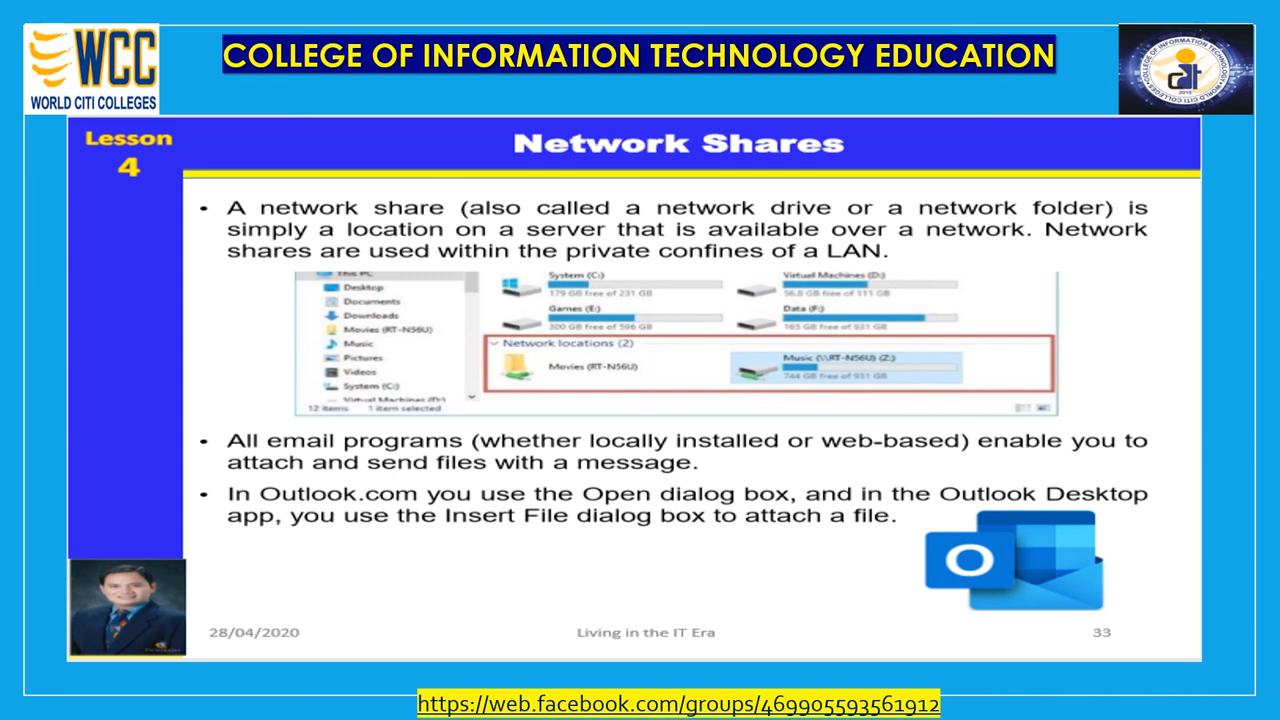 WCC
WORLD CITI COLLEGES
COLLEGE OF INFORMATION TECHNOLOGY EDUCATION
Lesson
4
Network Shares
• A network share (also called a network drive or a network folder) is
simply a location on a server that is available over a network. Network
shares are used within the private confines of a LAN.
This PC
Desktop
Documents
Downloads
Movies (RT-N56U)
Music
Pictures
Videos
System (C:)
Virtual Machines (D:)
12 items 1 item selected
System (C:)
179 GB free of 231 GB
Virtual Machines (D:)
56.8 GB free of 111 GB
Games (E:)
300 GB free of 596 GB
Data (F:)
165 GB free of 931 GB
Network locations (2)
Movies (RT-N56U)
Music (\\RT-N56U) (Z:)
744 GB free of 931 GB
• All email programs (whether locally installed or web-based) enable you to
attach and send files with a message.
• In Outlook.com you use the Open dialog box, and in the Outlook Desktop
app, you use the Insert File dialog box to attach a file.
O
28/04/2020
Living in the IT Era
33
https://web.facebook.com/groups/469905593561912